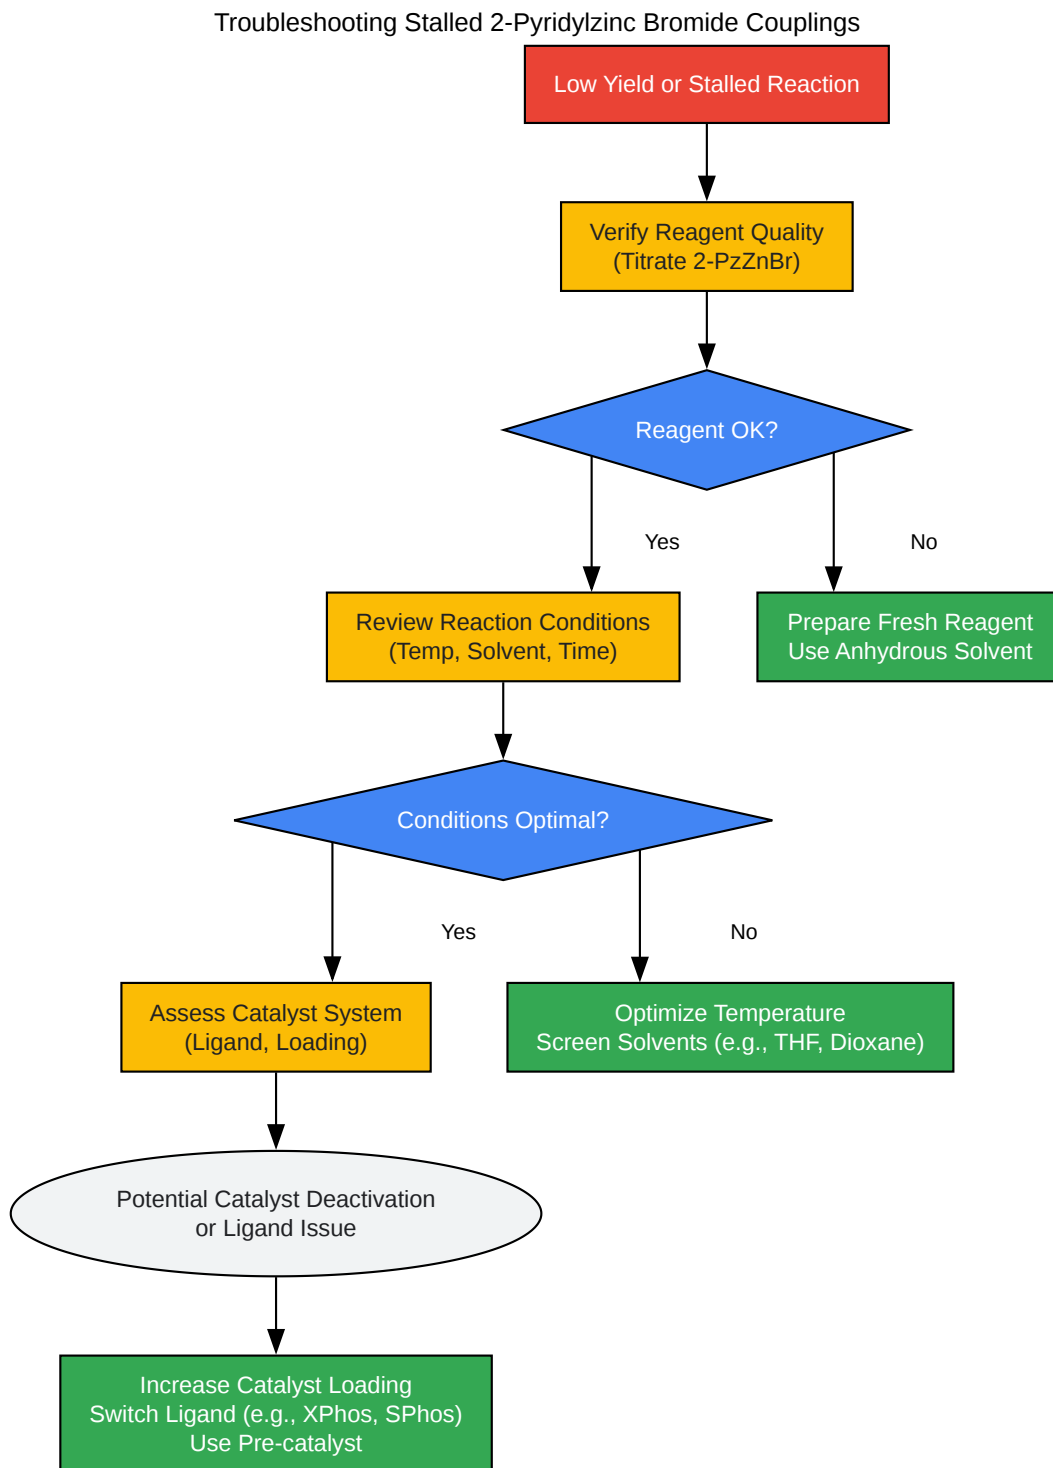 Troubleshooting Stalled 2-Pyridylzinc Bromide Couplings
Low Yield or Stalled Reaction
Verify Reagent Quality
(Titrate 2-PzZnBr)
Reagent OK?
Yes
No
Review Reaction Conditions
(Temp, Solvent, Time)
Prepare Fresh Reagent
Use Anhydrous Solvent
Conditions Optimal?
Yes
No
Assess Catalyst System
(Ligand, Loading)
Optimize Temperature
Screen Solvents (e.g., THF, Dioxane)
Potential Catalyst Deactivation
or Ligand Issue
Increase Catalyst Loading
Switch Ligand (e.g., XPhos, SPhos)
Use Pre-catalyst